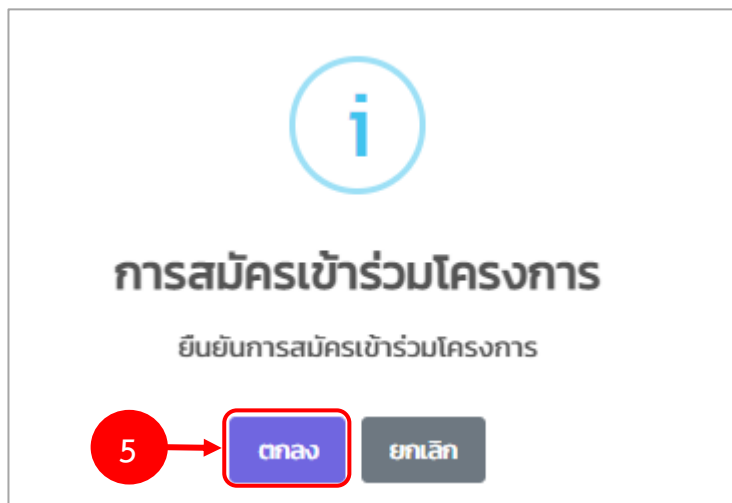 i
การสมัครเข้าร่วมโครงการ
ยืนยันการสมัครเข้าร่วมโครงการ
5 ตกลง ยกเลิก